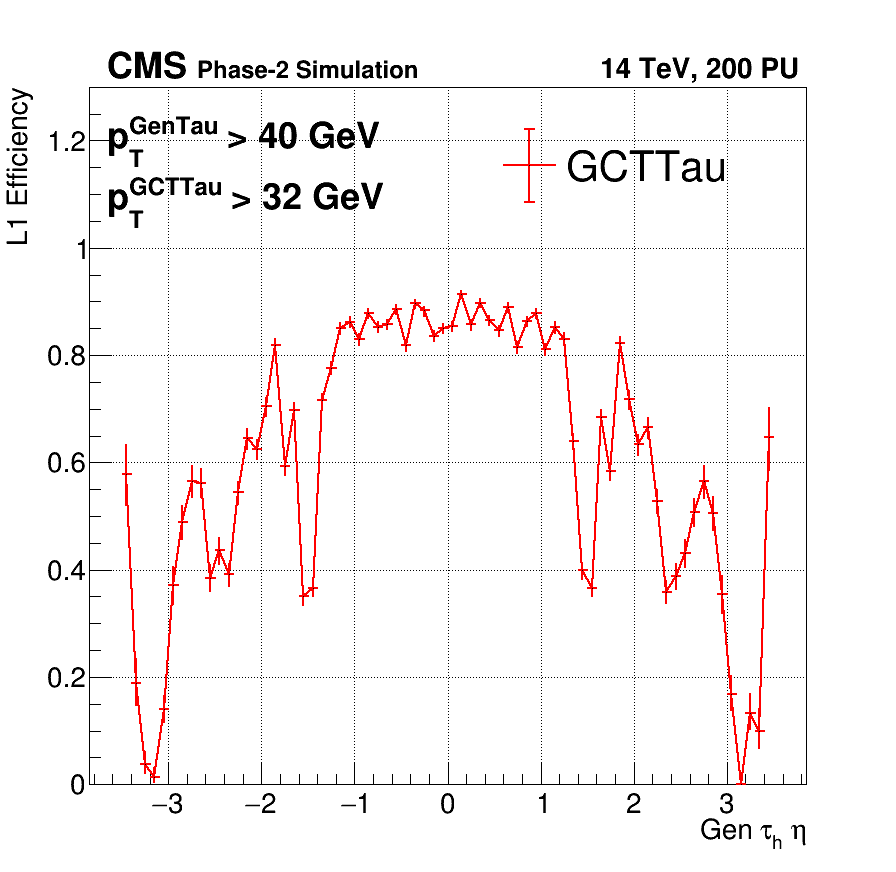 CMS Phase-2 Simulation 14 TeV, 200 PU
L1 Efficiency
p_T^GenTau > 40 GeV
p_T^GCTTau > 32 GeV
GCTTau
1.2
1
0.8
0.6
0.4
0.2
0
−3 −2 −1 0 1 2 3
Gen τ_h η